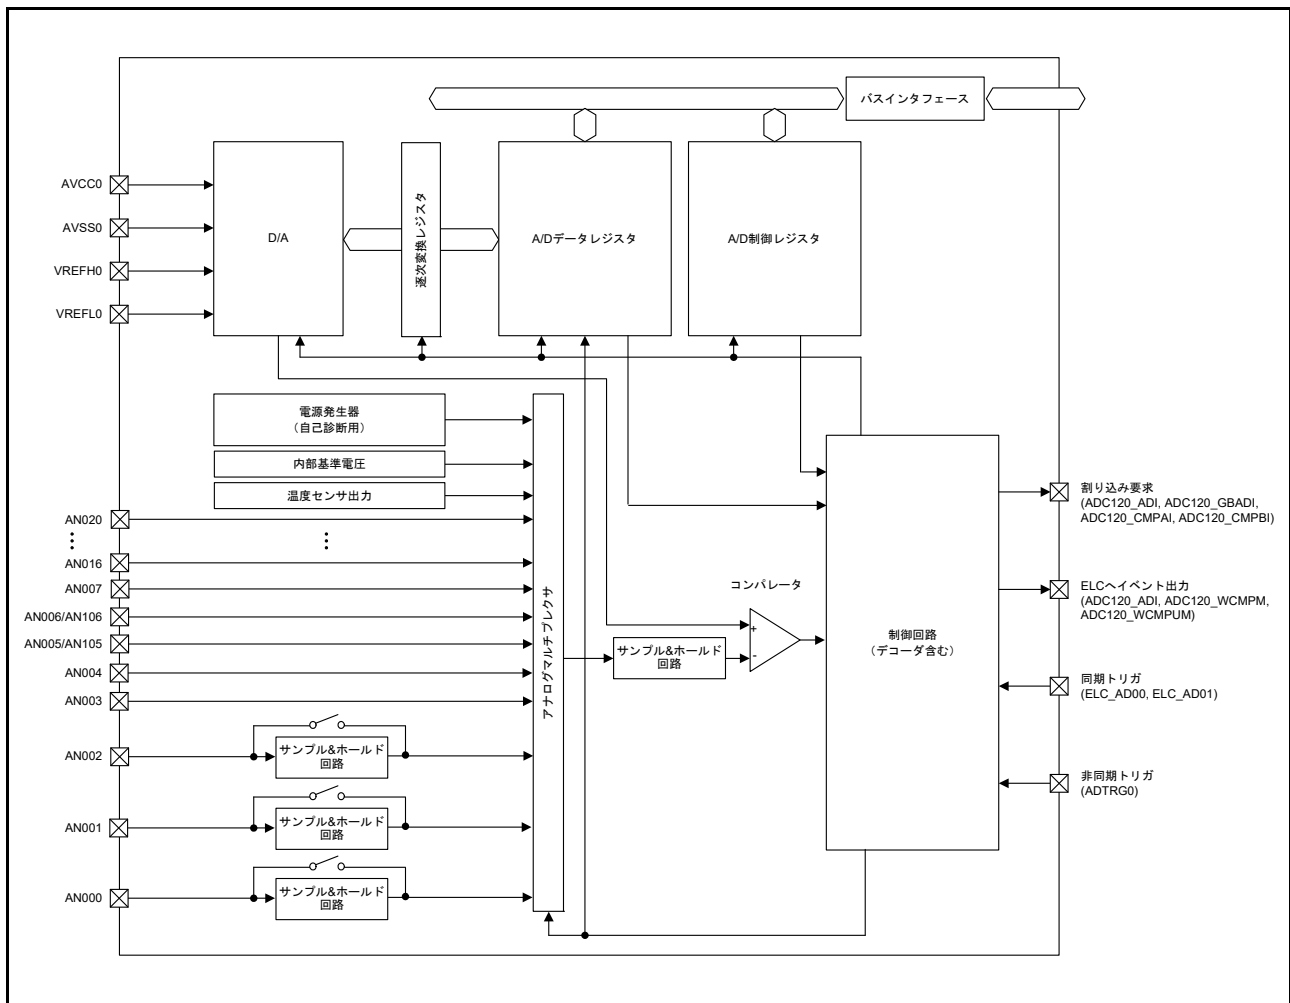 バスインタフェース
AVCC0
AVSS0
VREFH0
VREFL0
D/A
逐次変換レジスタ
A/Dデータレジスタ
A/D制御レジスタ
電源発生器
（自己診断用）
内部基準電圧
温度センサ出力
AN020
AN016
AN007
AN006/AN106
AN005/AN105
AN004
AN003
AN002
AN001
AN000
サンプル&ホールド
回路
サンプル&ホールド
回路
サンプル&ホールド
回路
アナログマルチプレクサ
サンプル&ホールド
回路
コンパレータ
+
-
制御回路
（デコーダ含む）
割り込み要求
(ADC120_ADI, ADC120_GBADI,
ADC120_CMPAI, ADC120_CMPBI)
ELCへイベント出力
(ADC120_ADI, ADC120_WCMPM,
ADC120_WCMPUM)
同期トリガ
(ELC_AD00, ELC_AD01)
非同期トリガ
(ADTRG0)